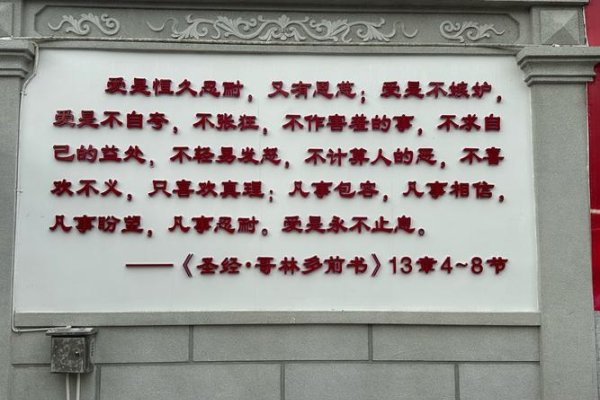 爱是恒久忍耐，又有恩慈；爱是不嫉妒，
爱是不自夸，不张狂，不作害羞的事，不求自
己的益处，不轻易发怒，不计算人的恶，不喜
欢不义，只喜欢真理；凡事包容，凡事相信，
凡事盼望，凡事忍耐。爱是永不止息。
——《圣经·哥林多前书》13章4~8节